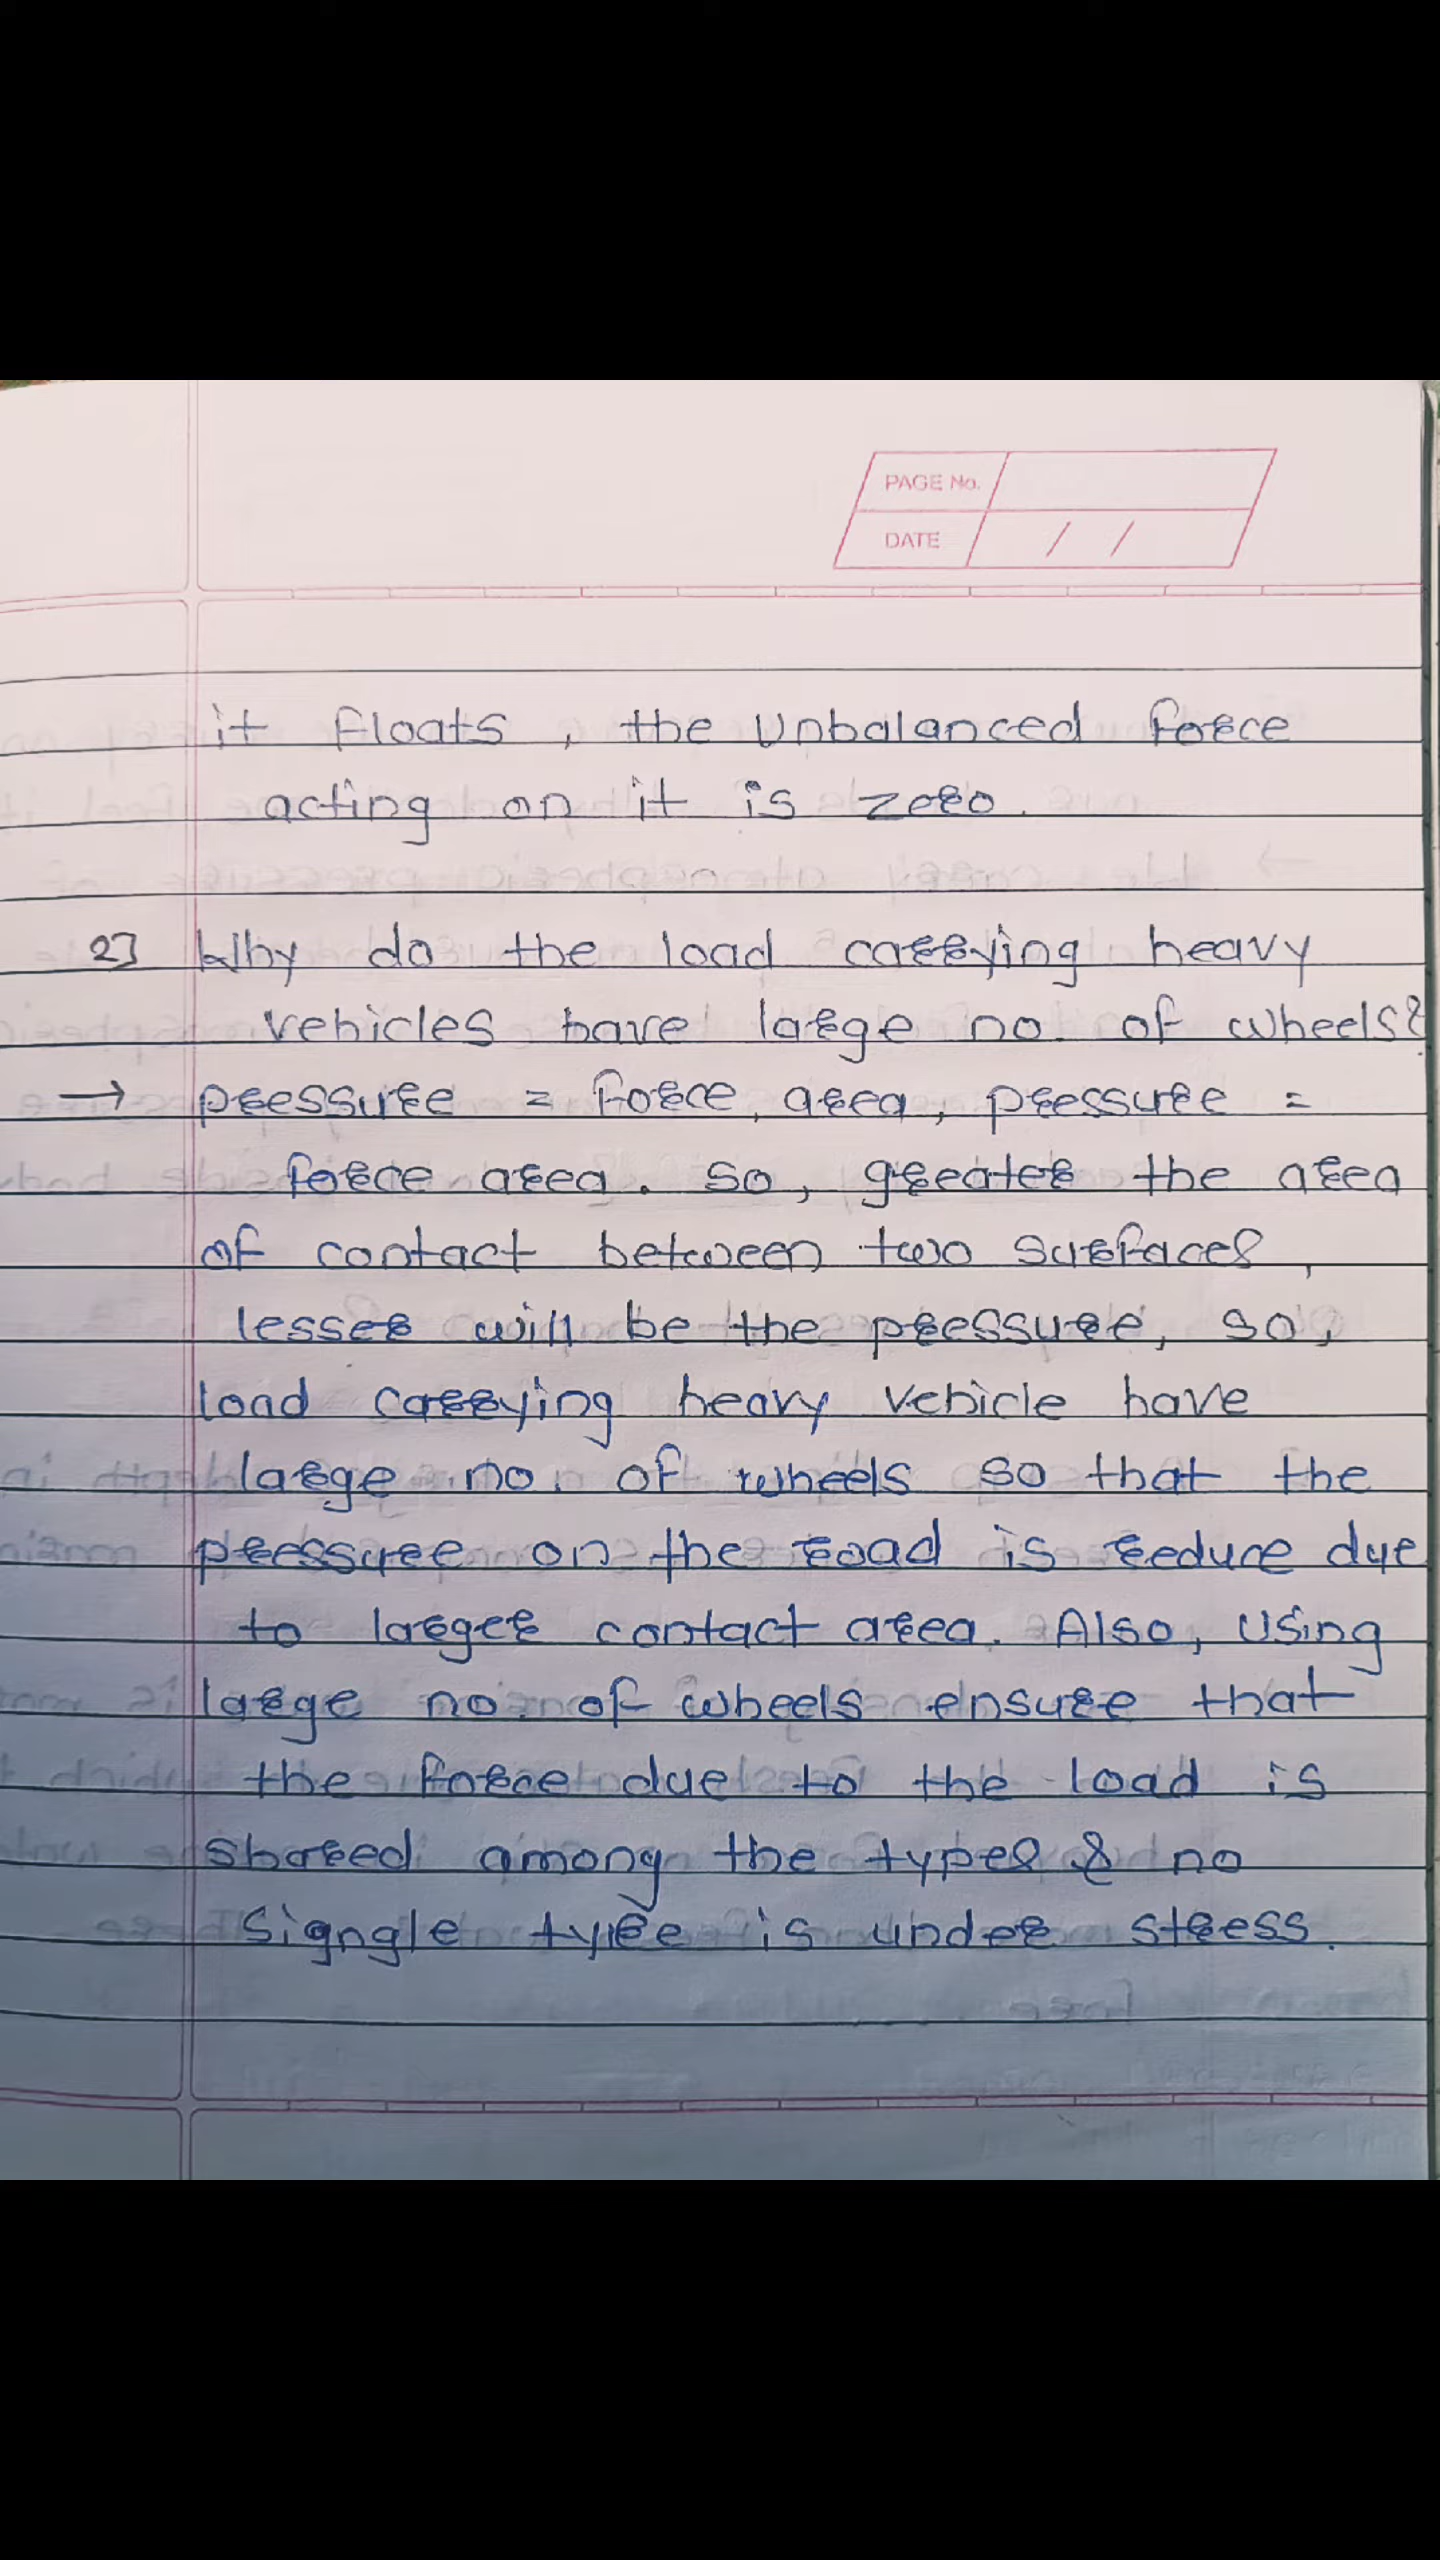 PAGE No.
DATE / /
it floats, the Unbalanced force
acting on it is zero.
2] Why do the load carrying heavy
vehicles have large no. of wheels?
→ pressure = force, area, pressure =
force area. so, greater the area
of contact between two surfaces,
lesser will be the pressure, so,
load carrying heavy vehicle have
large no. of wheels so that the
pressuree on the road is reduce due
to larger contact area. Also, using
large no. of wheels ensure that
the force due to the load is
shared among the types & no
Signgle tyre is under stress.